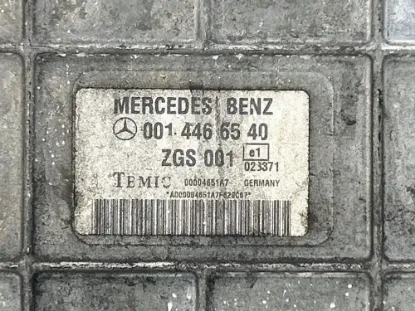 MERCEDES BENZ
001 446 65 40
ZGS 001 e1
023371
TEMIC 00004651A7 GERMANY